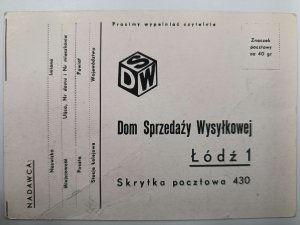 Prosimy wypełniać czytelnie
Znaczek
pocztowy
za 40 gr
DSW
Dom Sprzedaży Wysyłkowej
Łódź 1
Skrytka pocztowa 430
NADAWCA:
Nazwisko
Imiona
Miejscowość
Ulica, Nr domu i Nr mieszkania
Poczta
Powiat
Stacja kolejowa
Województwo